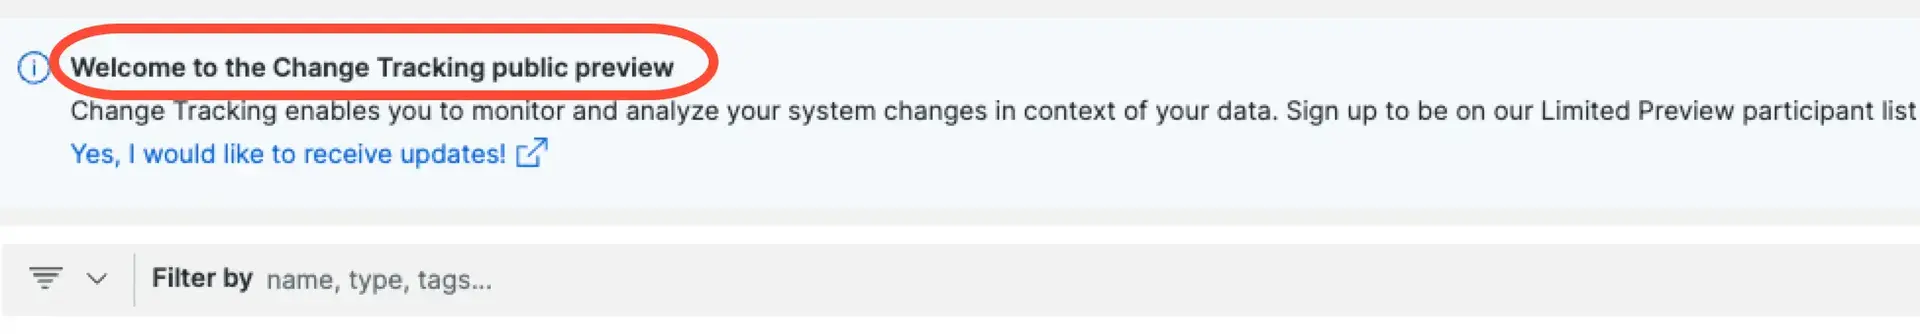 Welcome to the Change Tracking public preview
Change Tracking enables you to monitor and analyze your system changes in context of your data. Sign up to be on our Limited Preview participant list
Yes, I would like to receive updates!
Filter by name, type, tags...